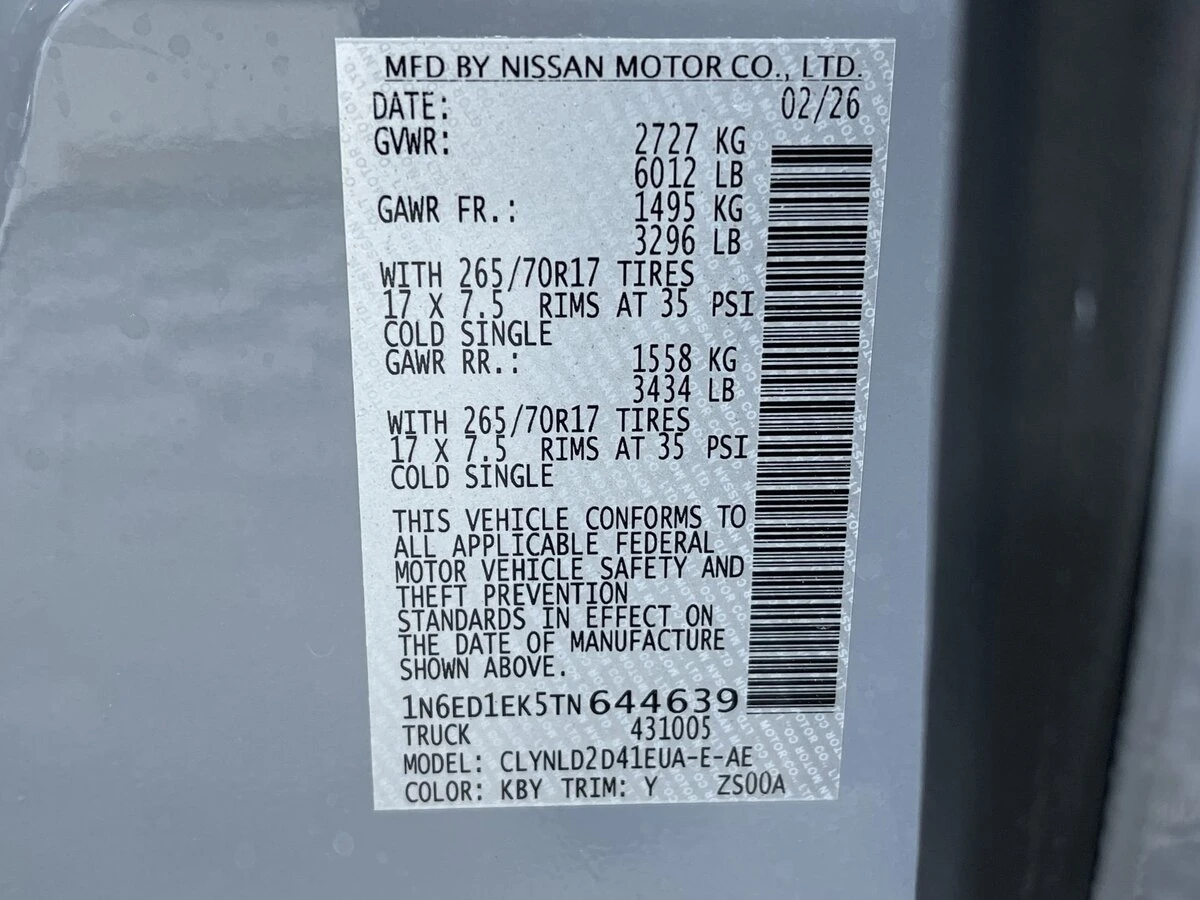 MFD BY NISSAN MOTOR CO., LTD.
DATE: 02/26
GVWR: 2727 KG
6012 LB
GAWR FR.: 1495 KG
3296 LB
WITH 265/70R17 TIRES
17 X 7.5 RIMS AT 35 PSI
COLD SINGLE
GAWR RR.: 1558 KG
3434 LB
WITH 265/70R17 TIRES
17 X 7.5 RIMS AT 35 PSI
COLD SINGLE
THIS VEHICLE CONFORMS TO
ALL APPLICABLE FEDERAL
MOTOR VEHICLE SAFETY AND
THEFT PREVENTION
STANDARDS IN EFFECT ON
THE DATE OF MANUFACTURE
SHOWN ABOVE.
1N6ED1EK5TN644639
TRUCK 431005
MODEL: CLYNLD2D41EUA-E-AE
COLOR: KBY TRIM: Y ZS00A